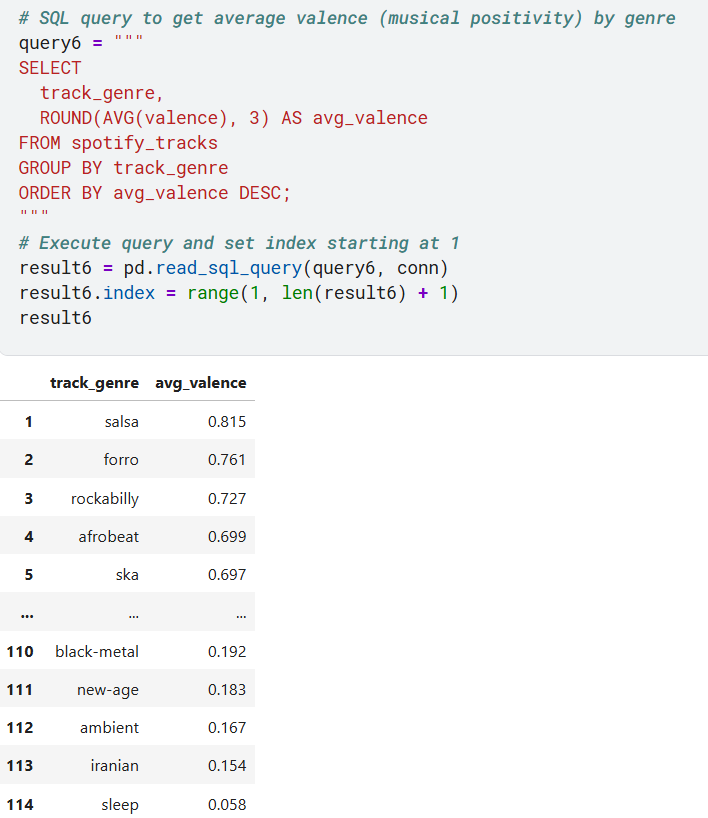 # SQL query to get average valence (musical positivity) by genre
query6 = """
SELECT
  track_genre,
  ROUND(AVG(valence), 3) AS avg_valence
FROM spotify_tracks
GROUP BY track_genre
ORDER BY avg_valence DESC;
"""
# Execute query and set index starting at 1
result6 = pd.read_sql_query(query6, conn)
result6.index = range(1, len(result6) + 1)
result6
track_genre avg_valence
1 salsa 0.815
2 forro 0.761
3 rockabilly 0.727
4 afrobeat 0.699
5 ska 0.697
... ... ...
110 black-metal 0.192
111 new-age 0.183
112 ambient 0.167
113 iranian 0.154
114 sleep 0.058